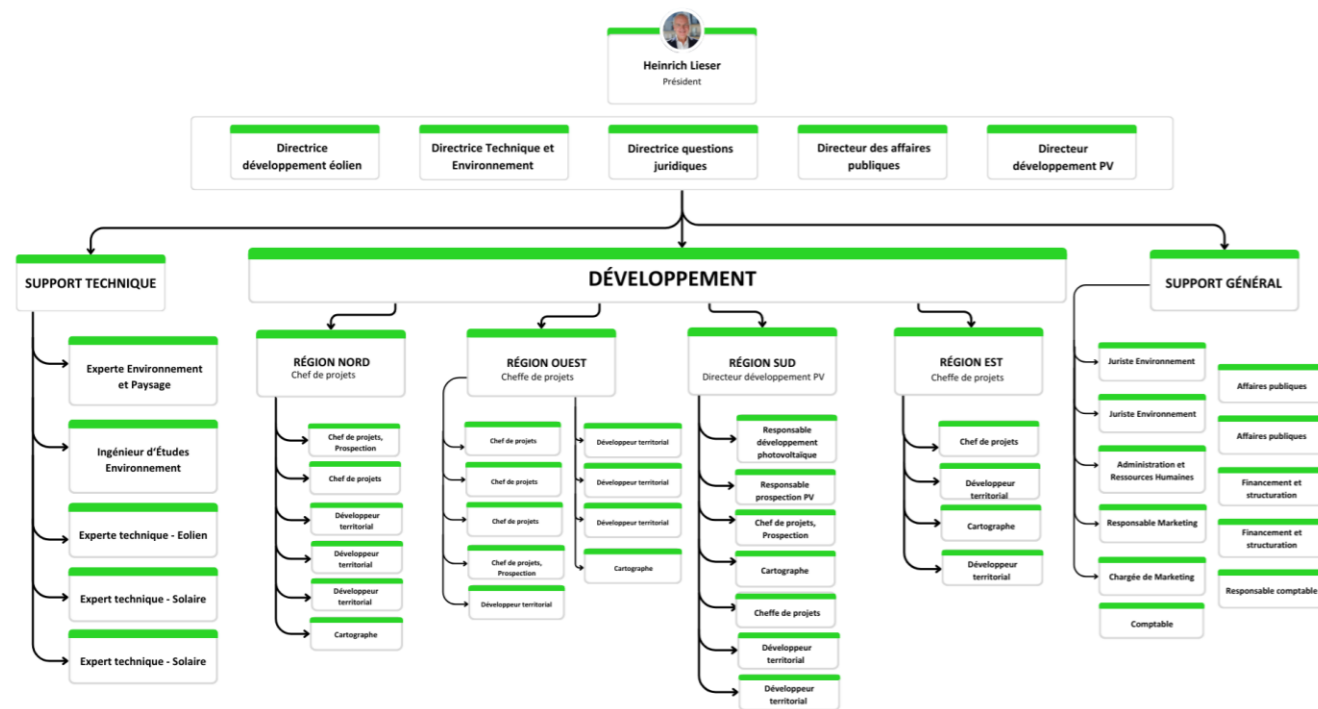 Heinrich Lieser
Président
Directrice
développement éolien
Directrice Technique et
Environnement
Directrice questions
juridiques
Directeur des affaires
publiques
Directeur
développement PV
SUPPORT TECHNIQUE
Experte Environnement
et Paysage
Ingénieur d'Études
Environnement
Experte technique - Eolien
Expert technique - Solaire
Expert technique - Solaire
DÉVELOPPEMENT
RÉGION NORD
Chef de projets
Chef de projets,
Prospection
Chef de projets
Développeur
territorial
Développeur
territorial
Développeur
territorial
Cartographe
RÉGION OUEST
Cheffe de projets
Chef de projets
Chef de projets
Chef de projets
Chef de projets,
Prospection
Développeur territorial
Développeur territorial
Développeur territorial
Développeur territorial
Cartographe
RÉGION SUD
Directeur développement PV
Responsable
développement
photovoltaïque
Responsable
prospection PV
Chef de projets,
Prospection
Cartographe
Cheffe de projets
Développeur
territorial
Développeur
territorial
RÉGION EST
Cheffe de projets
Chef de projets
Développeur
territorial
Cartographe
Développeur
territorial
SUPPORT GÉNÉRAL
Juriste Environnement
Juriste Environnement
Administration et
Ressources Humaines
Responsable Marketing
Chargée de Marketing
Comptable
Affaires publiques
Affaires publiques
Financement et
structuration
Financement et
structuration
Responsable comptable